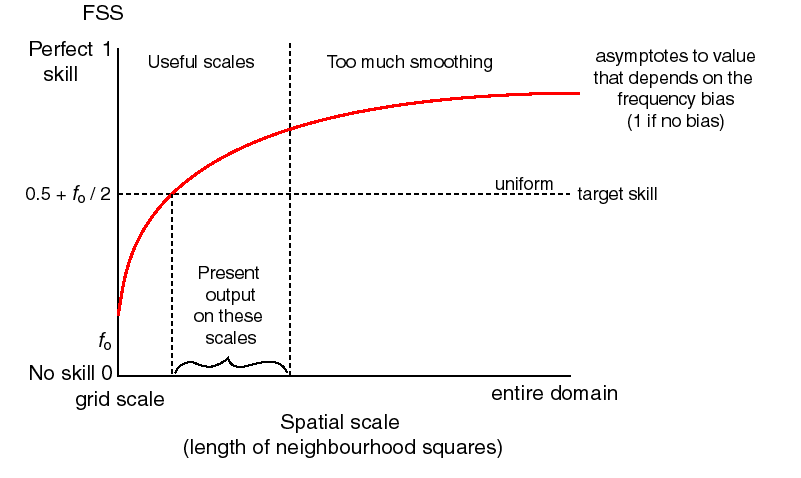 FSS
Perfect 1
skill
Useful scales
Too much smoothing
asymptotes to value
that depends on the
frequency bias
(1 if no bias)
0.5 + fo / 2
uniform
target skill
Present
output
on these
scales
fo
No skill 0
grid scale
entire domain
Spatial scale
(length of neighbourhood squares)